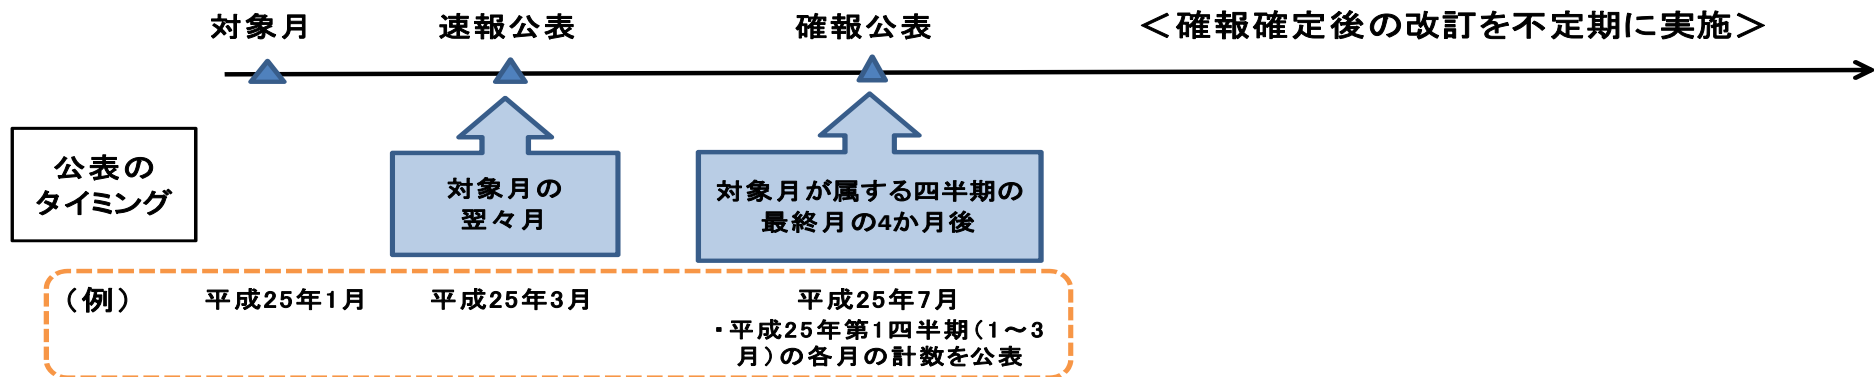 対象月
速報公表
確報公表
＜確報確定後の改訂を不定期に実施＞
公表の
タイミング
対象月の
翌々月
対象月が属する四半期の
最終月の4か月後
（例）
平成25年1月
平成25年3月
平成25年7月
・平成25年第1四半期（1～3
月）の各月の計数を公表